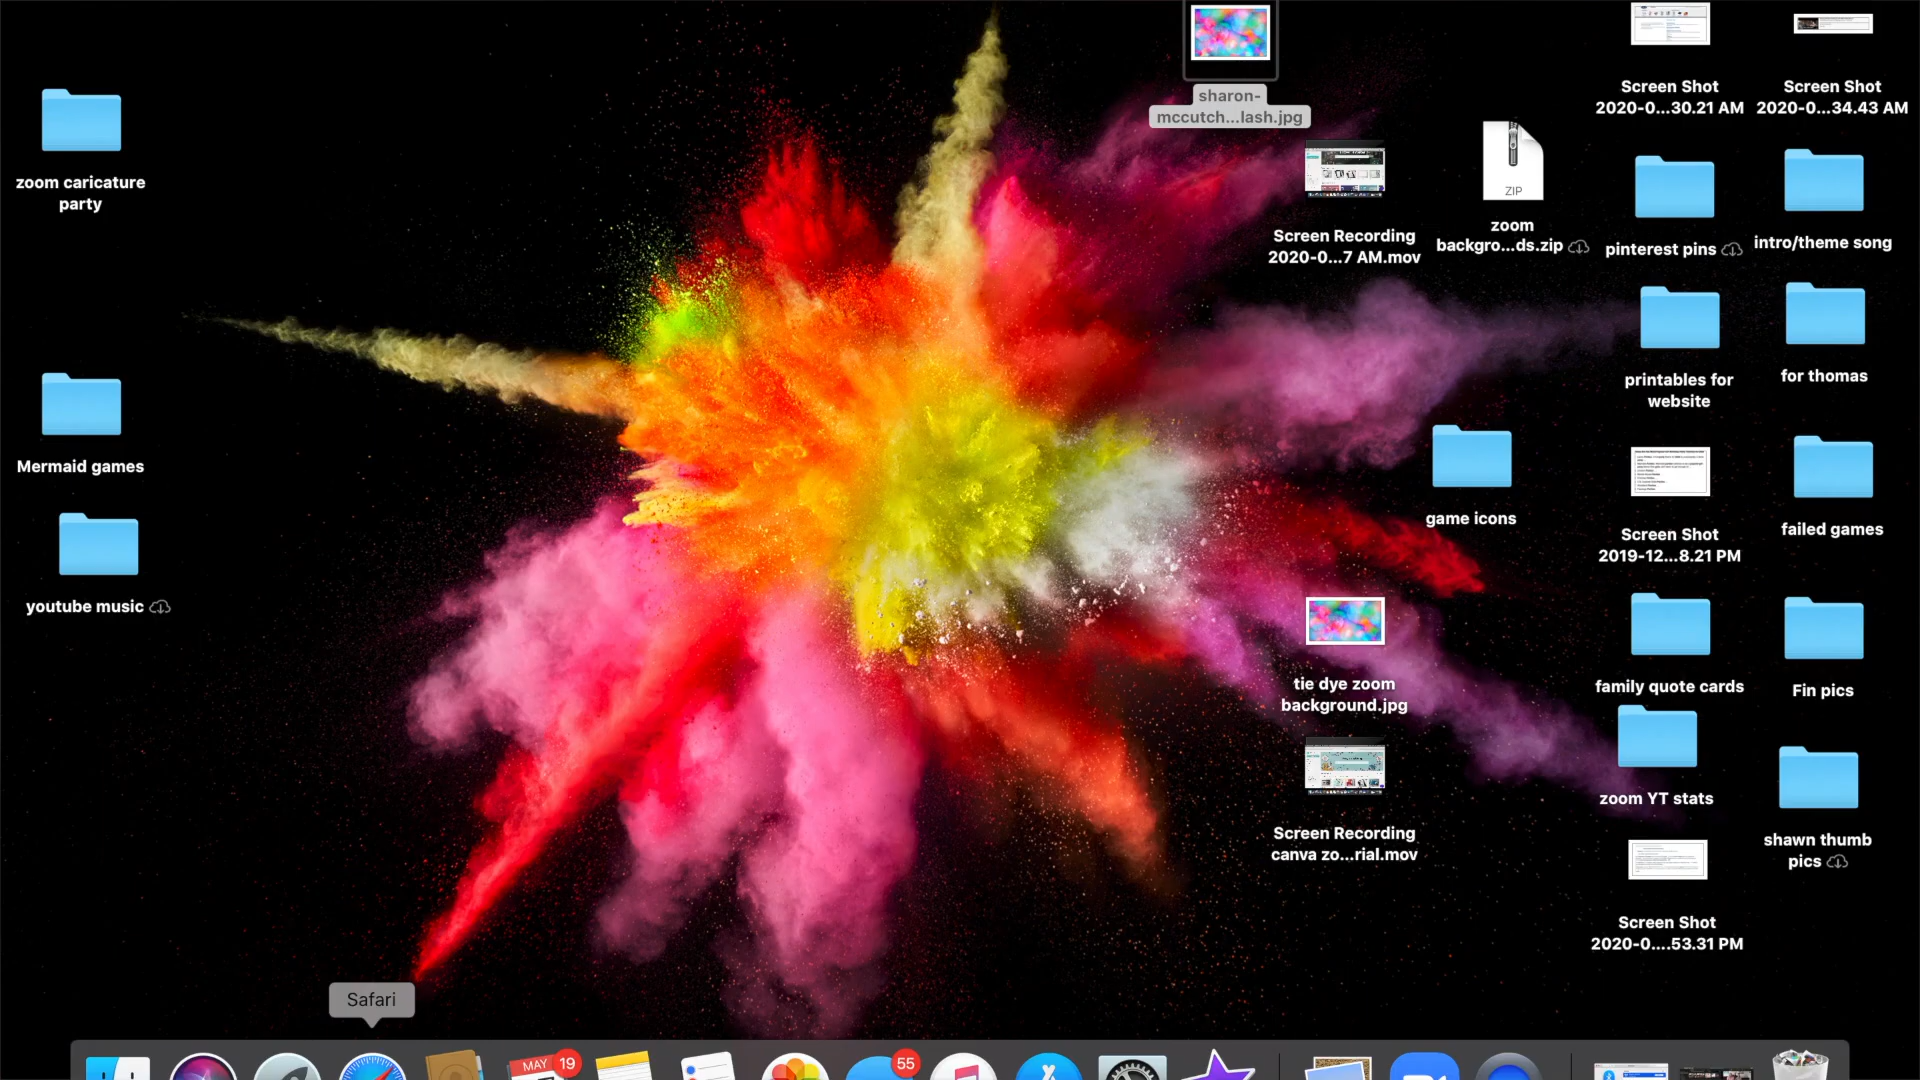 sharon-
mccutch...lash.jpg
Screen Shot
2020-0...30.21 AM
Screen Shot
2020-0...34.43 AM
zoom caricature
party
Screen Recording
2020-0...7 AM.mov
ZIP
zoom
backgro...ds.zip
pinterest pins
intro/theme song
printables for
website
for thomas
Mermaid games
game icons
Screen Shot
2019-12...8.21 PM
failed games
youtube music
tie dye zoom
background.jpg
family quote cards
Fin pics
zoom YT stats
Screen Recording
canva zo...rial.mov
shawn thumb
pics
Screen Shot
2020-0....53.31 PM
Safari
MAY
19
55